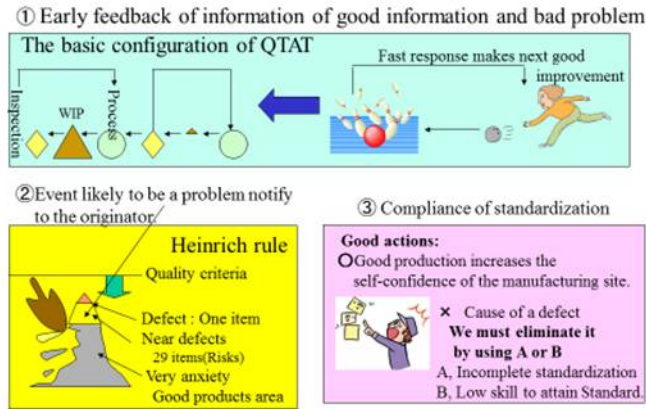 ① Early feedback of information of good information and bad problem
The basic configuration of QTAT
Fast response makes next good
improvement
Inspection
WIP
Process
②Event likely to be a problem notify
to the originator.
Heinrich rule
Quality criteria
Defect : One item
Near defects
29 items(Risks)
Very anxiety
Good products area
③ Compliance of standardization
Good actions:
○Good production increases the
self-confidence of the manufacturing site.
× Cause of a defect
We must eliminate it
by using A or B
A, Incomplete standardization
B, Low skill to attain Standard.